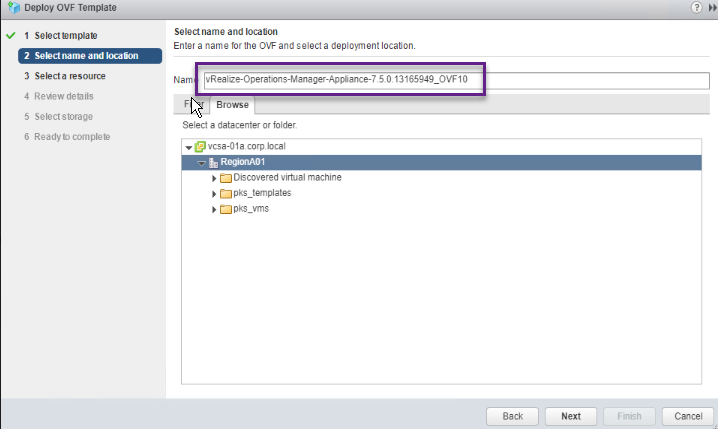 Deploy OVF Template
1 Select template
2 Select name and location
3 Select a resource
4 Review details
5 Select storage
6 Ready to complete
Select name and location
Enter a name for the OVF and select a deployment location.
Name vRealize-Operations-Manager-Appliance-7.5.0.13165949_OVF10
Browse
Select a datacenter or folder.
vcsa-01a.corp.local
RegionA01
Discovered virtual machine
pks_templates
pks_vms
Back Next Finish Cancel